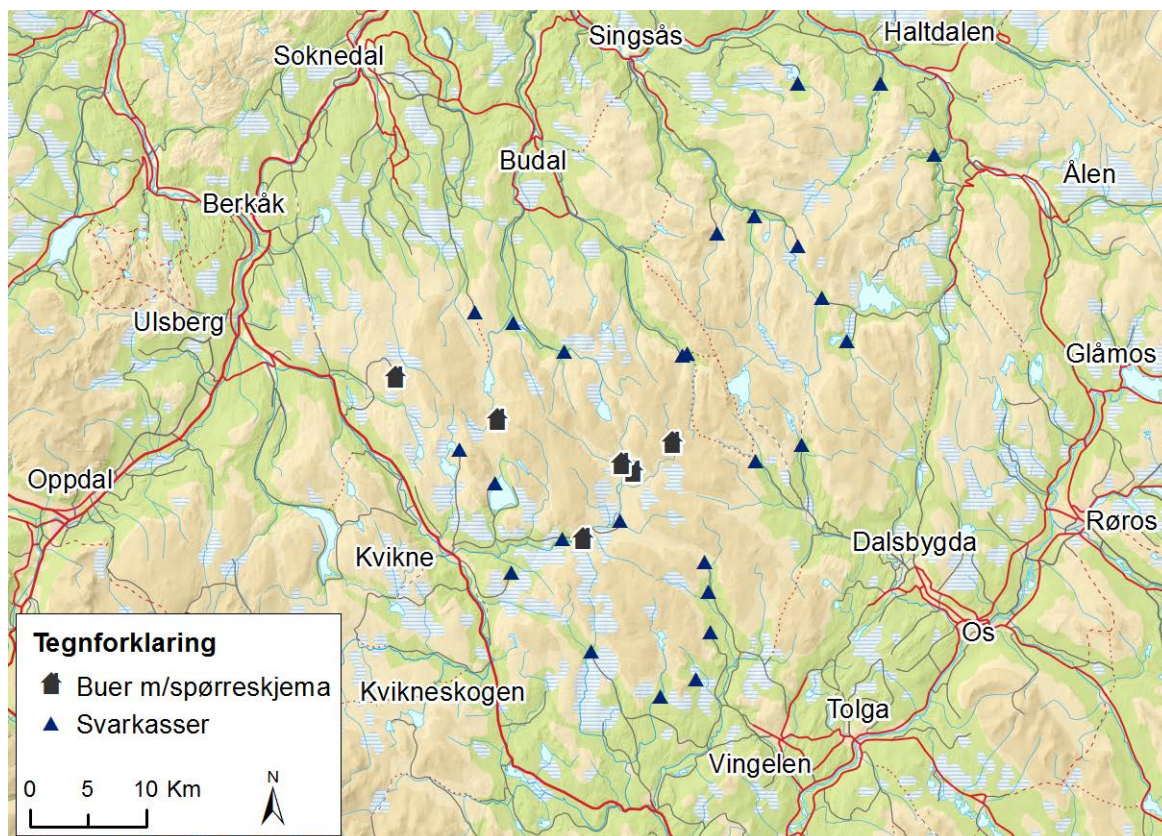 Singsås
Haltdalen
Soknedal
Budal
Ålen
Berkåk
Ulsberg
Glåmos
Oppdal
Røros
Kvikne
Dalsbygda
Os
Tegnforklaring
Buer m/spørreskjema
Svarkasser
0 5 10 Km
N
Kvikneskogen
Tolga
Vingelen